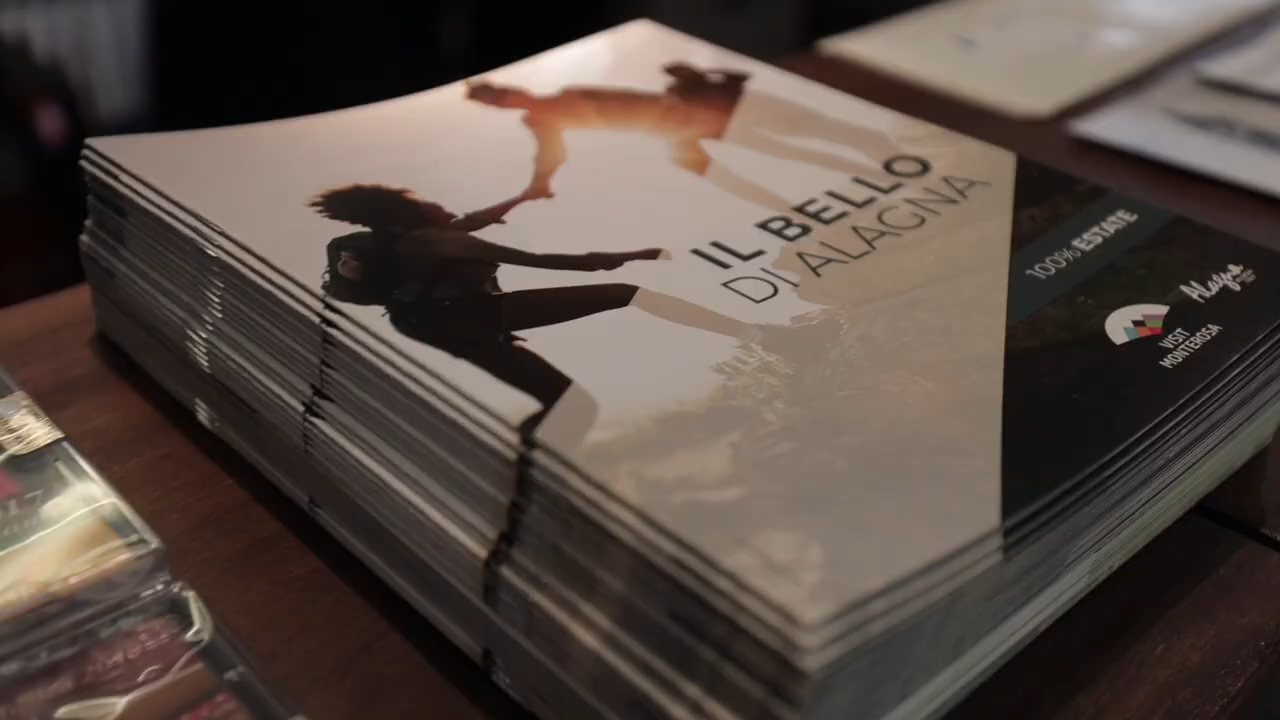 IL BELLO
DI ALAGNA
100% ESTATE
Alagna
VISIT
MONTEROSA